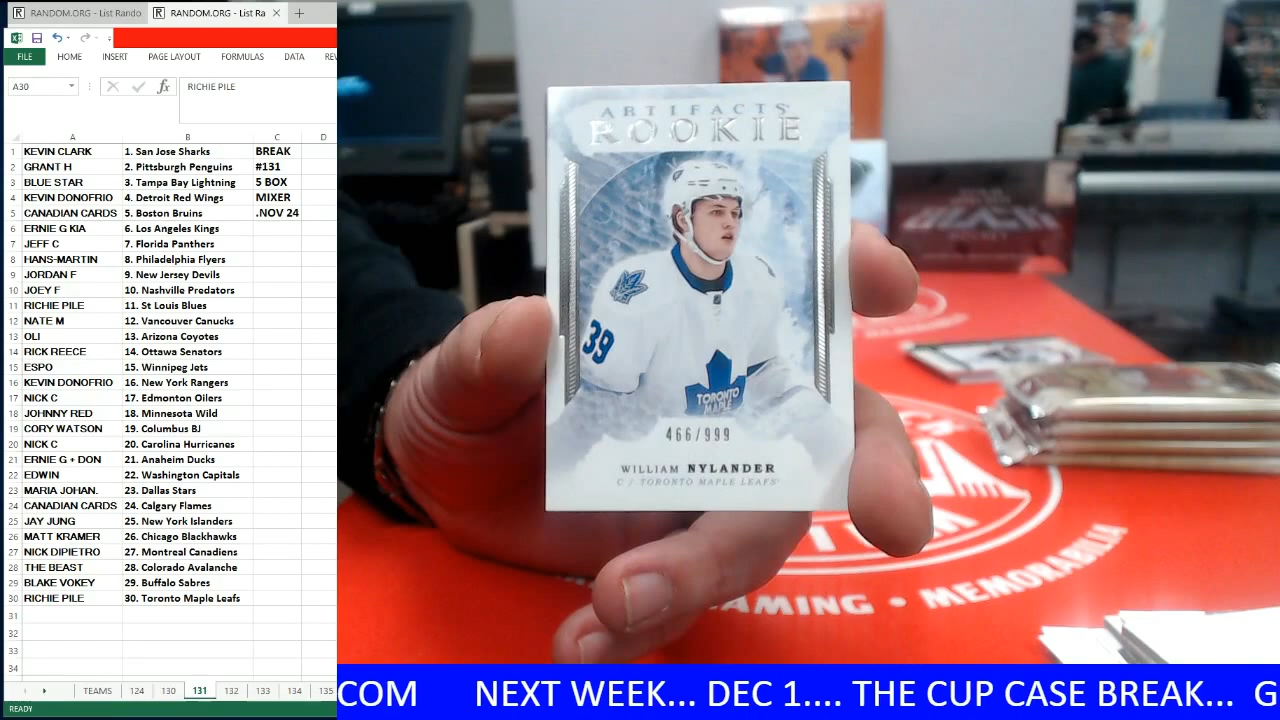 RANDOM.ORG - List Rando
RANDOM.ORG - List Ra
FILE HOME INSERT PAGE LAYOUT FORMULAS DATA REV
A30 RICHIE PILE
A B C D
1 KEVIN CLARK 1. San Jose Sharks BREAK
2 GRANT H 2. Pittsburgh Penguins #131
3 BLUE STAR 3. Tampa Bay Lightning 5 BOX
4 KEVIN DONOFRIO 4. Detroit Red Wings MIXER
5 CANADIAN CARDS 5. Boston Bruins .NOV 24
6 ERNIE G KIA 6. Los Angeles Kings
7 JEFF C 7. Florida Panthers
8 HANS-MARTIN 8. Philadelphia Flyers
9 JORDAN F 9. New Jersey Devils
10 JOEY F 10. Nashville Predators
11 RICHIE PILE 11. St Louis Blues
12 NATE M 12. Vancouver Canucks
13 OLI 13. Arizona Coyotes
14 RICK REECE 14. Ottawa Senators
15 ESPO 15. Winnipeg Jets
16 KEVIN DONOFRIO 16. New York Rangers
17 NICK C 17. Edmonton Oilers
18 JOHNNY RED 18. Minnesota Wild
19 CORY WATSON 19. Columbus BJ
20 NICK C 20. Carolina Hurricanes
21 ERNIE G + DON 21. Anaheim Ducks
22 EDWIN 22. Washington Capitals
23 MARIA JOHAN. 23. Dallas Stars
24 CANADIAN CARDS 24. Calgary Flames
25 JAY JUNG 25. New York Islanders
26 MATT KRAMER 26. Chicago Blackhawks
27 NICK DIPIETRO 27. Montreal Canadiens
28 THE BEAST 28. Colorado Avalanche
29 BLAKE VOKEY 29. Buffalo Sabres
30 RICHIE PILE 30. Toronto Maple Leafs
31
32
33
34
TEAMS 124 130 131 132 133 134 135
READY
ARTIFACTS
ROOKIE
39
TORONTO
MAPLE
466/999
WILLIAM NYLANDER
C / TORONTO MAPLE LEAFS
BLACK
AMING • MEMORABILIA
COM NEXT WEEK... DEC 1.... THE CUP CASE BREAK... G